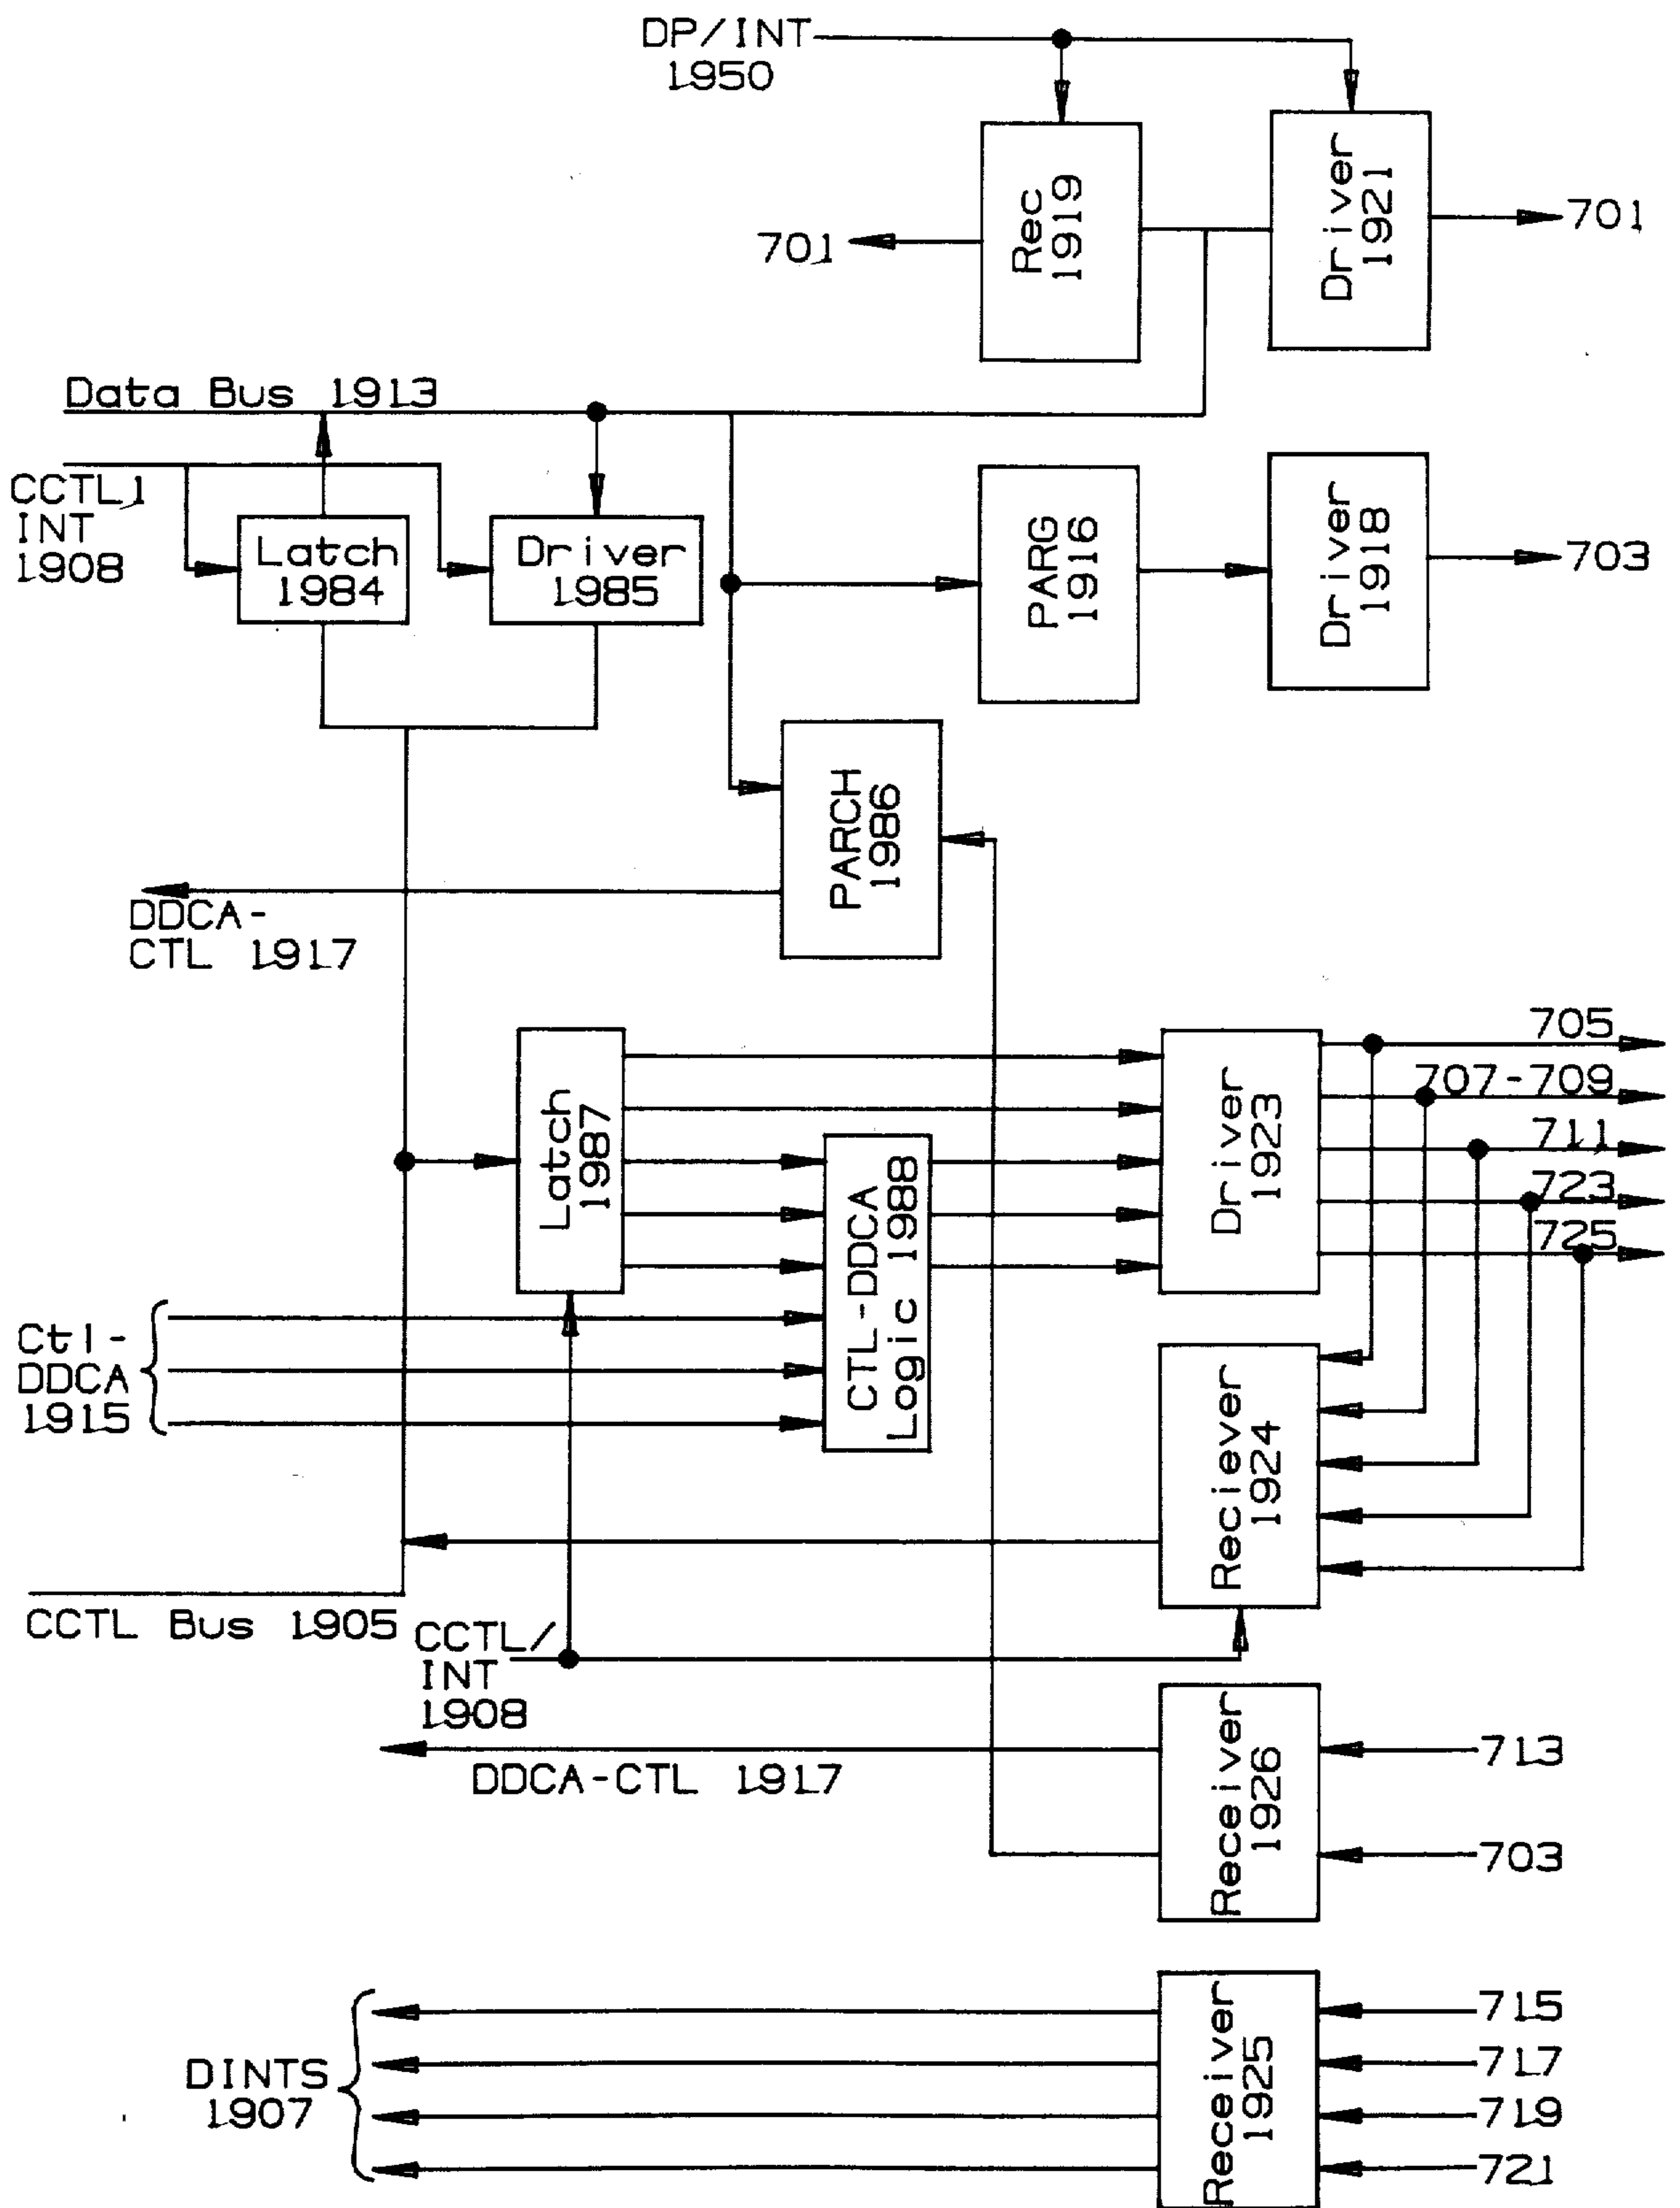 DP/INT
1950
Rec
1919
Driver
1921
701
701
Data Bus 1913
CCTL1
INT
1908
Latch
1984
Driver
1985
PARG
1916
Driver
1918
703
PARCH
1986
DDCA-
CTL 1917
Latch
1987
CTL-DDCA
Logic 1988
Driver
1923
705
707-709
711
723
725
Ctl-
DDCA
1915
Reciever
1924
CCTL Bus 1905
CCTL/
INT
1908
DDCA-CTL 1917
Receiver
1926
713
703
DINTS
1907
Receiver
1925
715
717
719
721